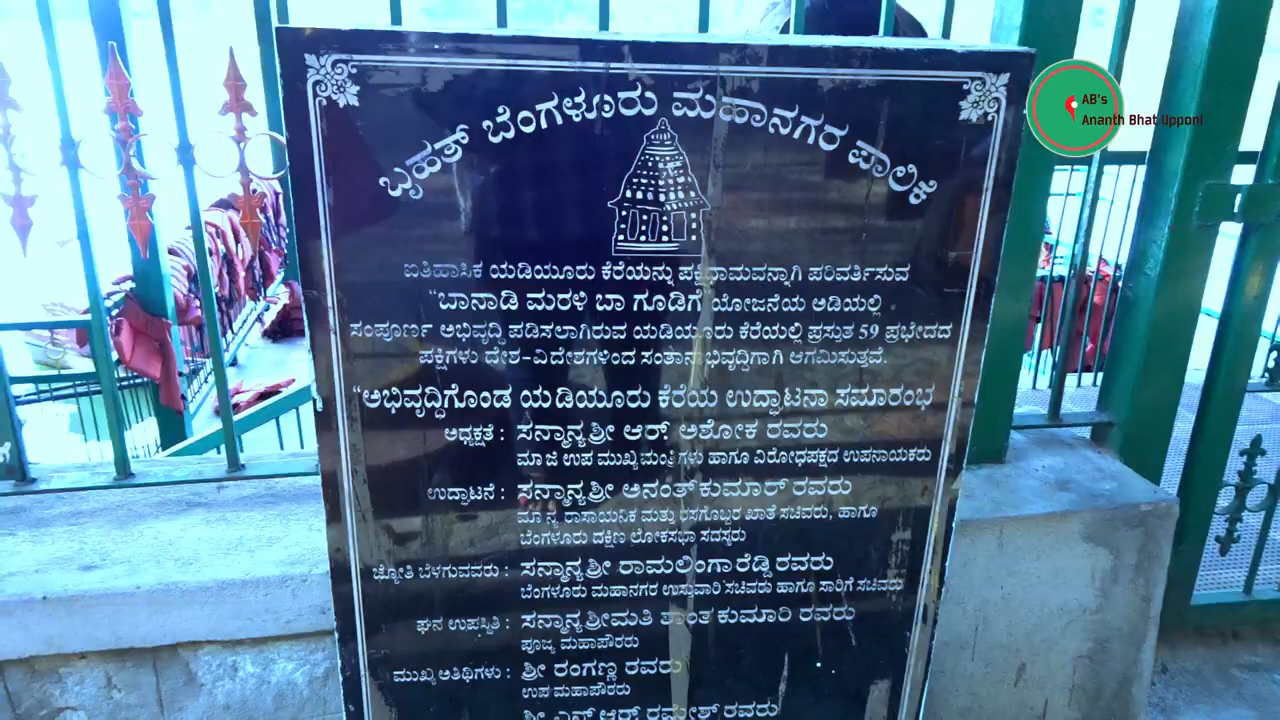 ಬೃಹತ್ ಬೆಂಗಳೂರು ಮಹಾನಗರ ಪಾಲಿಕೆ
ಐತಿಹಾಸಿಕ ಯಡಿಯೂರು ಕೆರೆಯನ್ನು ಪಕ್ಷಿಧಾಮವನ್ನಾಗಿ ಪರಿವರ್ತಿಸುವ
“ಬಾನಾಡಿ ಮರಳಿ ಬಾ ಗೂಡಿಗೆ ಯೋಜನೆಯ ಅಡಿಯಲ್ಲಿ
ಸಂಪೂರ್ಣ ಅಭಿವೃದ್ಧಿ ಪಡಿಸಲಾಗಿರುವ ಯಡಿಯೂರು ಕೆರೆಯಲ್ಲಿ ಪ್ರಸ್ತುತ 59 ಪ್ರಭೇದದ
ಪಕ್ಷಿಗಳು ದೇಶ-ವಿದೇಶಗಳಿಂದ ಸಂತಾನಾಭಿವೃದ್ಧಿಗಾಗಿ ಆಗಮಿಸುತ್ತವೆ.
“ಅಭಿವೃದ್ಧಿಗೊಂಡ ಯಡಿಯೂರು ಕೆರೆಯ ಉದ್ಘಾಟನಾ ಸಮಾರಂಭ
ಅಧ್ಯಕ್ಷತೆ : ಸನ್ಮಾನ್ಯ ಶ್ರೀ ಆರ್. ಅಶೋಕ ರವರು
ಮಾಜಿ ಉಪ ಮುಖ್ಯಮಂತ್ರಿಗಳು ಹಾಗೂ ವಿರೋಧಪಕ್ಷದ ಉಪನಾಯಕರು
ಉದ್ಘಾಟನೆ : ಸನ್ಮಾನ್ಯ ಶ್ರೀ ಅನಂತ್‌ಕುಮಾರ್ ರವರು
ಮಾನ್ಯ ರಾಸಾಯನಿಕ ಮತ್ತು ರಸಗೊಬ್ಬರ ಖಾತೆ ಸಚಿವರು, ಹಾಗೂ
ಬೆಂಗಳೂರು ದಕ್ಷಿಣ ಲೋಕಸಭಾ ಸದಸ್ಯರು
ಜ್ಯೋತಿ ಬೆಳಗುವವರು : ಸನ್ಮಾನ್ಯ ಶ್ರೀ ರಾಮಲಿಂಗಾರೆಡ್ಡಿ ರವರು
ಬೆಂಗಳೂರು ಮಹಾನಗರ ಉಸ್ತುವಾರಿ ಸಚಿವರು ಹಾಗೂ ಸಾರಿಗೆ ಸಚಿವರು
ಘನ ಉಪಸ್ಥಿತಿ : ಸನ್ಮಾನ್ಯ ಶ್ರೀಮತಿ ಶಾಂತ ಕುಮಾರಿ ರವರು
ಪೂಜ್ಯ ಮಹಾಪೌರರು
ಮುಖ್ಯ ಅತಿಥಿಗಳು : ಶ್ರೀ ರಂಗಣ್ಣ ರವರು
ಉಪ ಮಹಾಪೌರರು
ಶ್ರೀ ಎನ್ ಆರ್ ರಮೇಶ್ ರವರು
AB's
Ananth Bhat Upponi